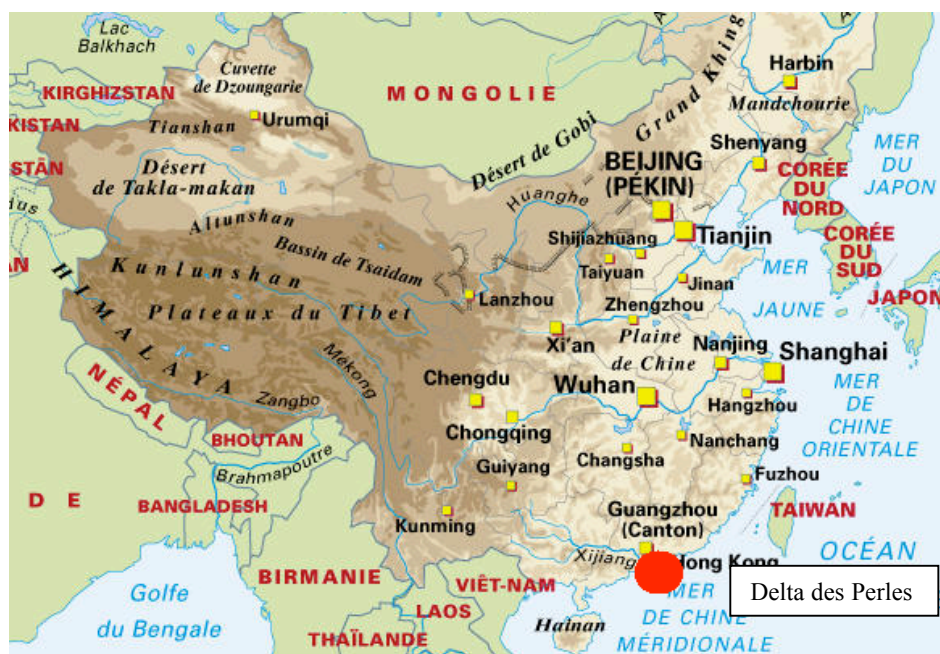 Lac
Balkhach
Cuvette
de Dzoungarie
KIRGHIZSTAN
MONGOLIE
Grand Khing
Harbin
Mandchourie
KISTAN
Tianshan
Urumqi
Désert de Gobi
Shenyang
MER
DU
JAPON
STÂN
Désert
de Takla-makan
BEIJING
(PÉKIN)
CORÉE
DU
NORD
Huanghe
Altunshan
Shijiazhuang
Tianjin
CORÉE
DU
SUD
Bassin de Tsaidam
Taiyuan
Jinan
MER
JAUNE
JAPON
Kunlunshan
Lanzhou
Zhengzhou
Plateaux du Tibet
Xi'an
Plaine
de Chine
Nanjing
Shanghai
HIMALAYA
Mékong
Chengdu
Wuhan
Hangzhou
MER
DE
CHINE
ORIENTALE
NÉPAL
Zangbo
Chongqing
Nanchang
BHOUTAN
Changsha
Brahmapoutre
Guiyang
Fuzhou
DE
BANGLADESH
Kunming
Guangzhou
(Canton)
TAIWAN
Xijiang
Hong Kong
OCÉAN
Golfe
du Bengale
BIRMANIE
VIÊT-NAM
LAOS
THAÏLANDE
Hainan
MER
DE CHINE
MÉRIDIONALE
Delta des Perles